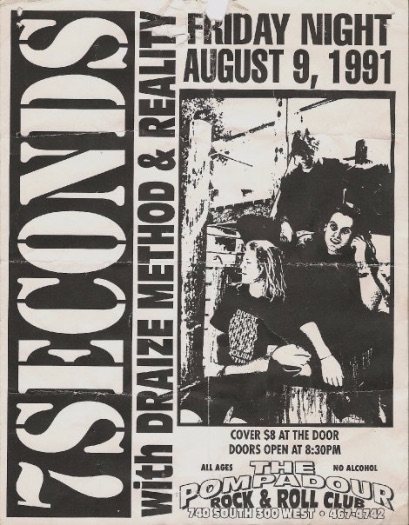 7SECONDS
with DRAIZE METHOD & REALITY
FRIDAY NIGHT
AUGUST 9, 1991
COVER $8 AT THE DOOR
DOORS OPEN AT 8:30PM
ALL AGES
NO ALCOHOL
THE
POMPADOUR
ROCK & ROLL CLUB
740 SOUTH 300 WEST • 467-4742